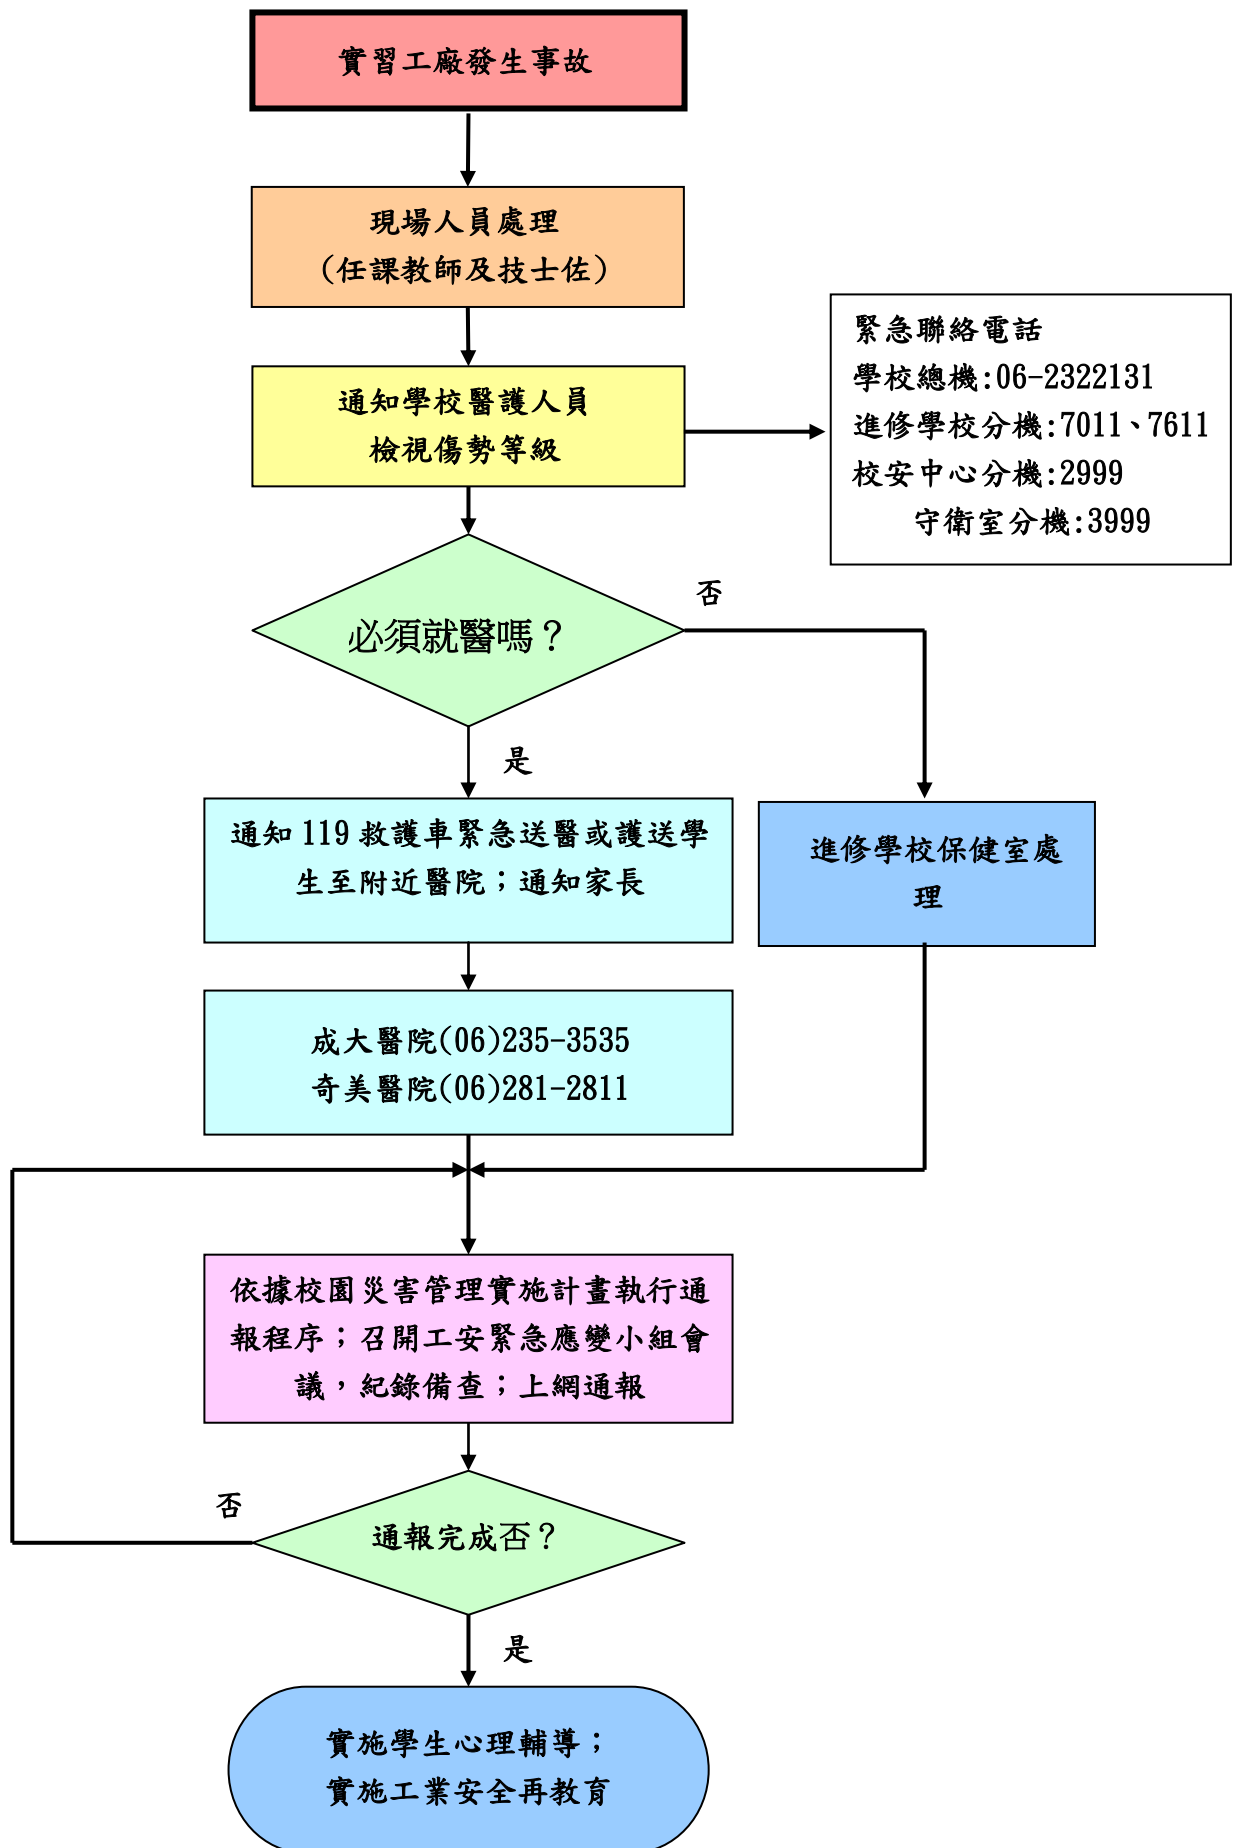 實習工廠發生事故
現場人員處理
(任課教師及技士佐)
通知學校醫護人員
檢視傷勢等級
緊急聯絡電話
學校總機:06-2322131
進修學校分機:7011、7611
校安中心分機:2999
守衛室分機:3999
必須就醫嗎？
否
是
通知 119 救護車緊急送醫或護送學
生至附近醫院；通知家長
進修學校保健室處
理
成大醫院(06)235-3535
奇美醫院(06)281-2811
依據校園災害管理實施計畫執行通
報程序；召開工安緊急應變小組會
議，紀錄備查；上網通報
否
通報完成否？
是
實施學生心理輔導；
實施工業安全再教育